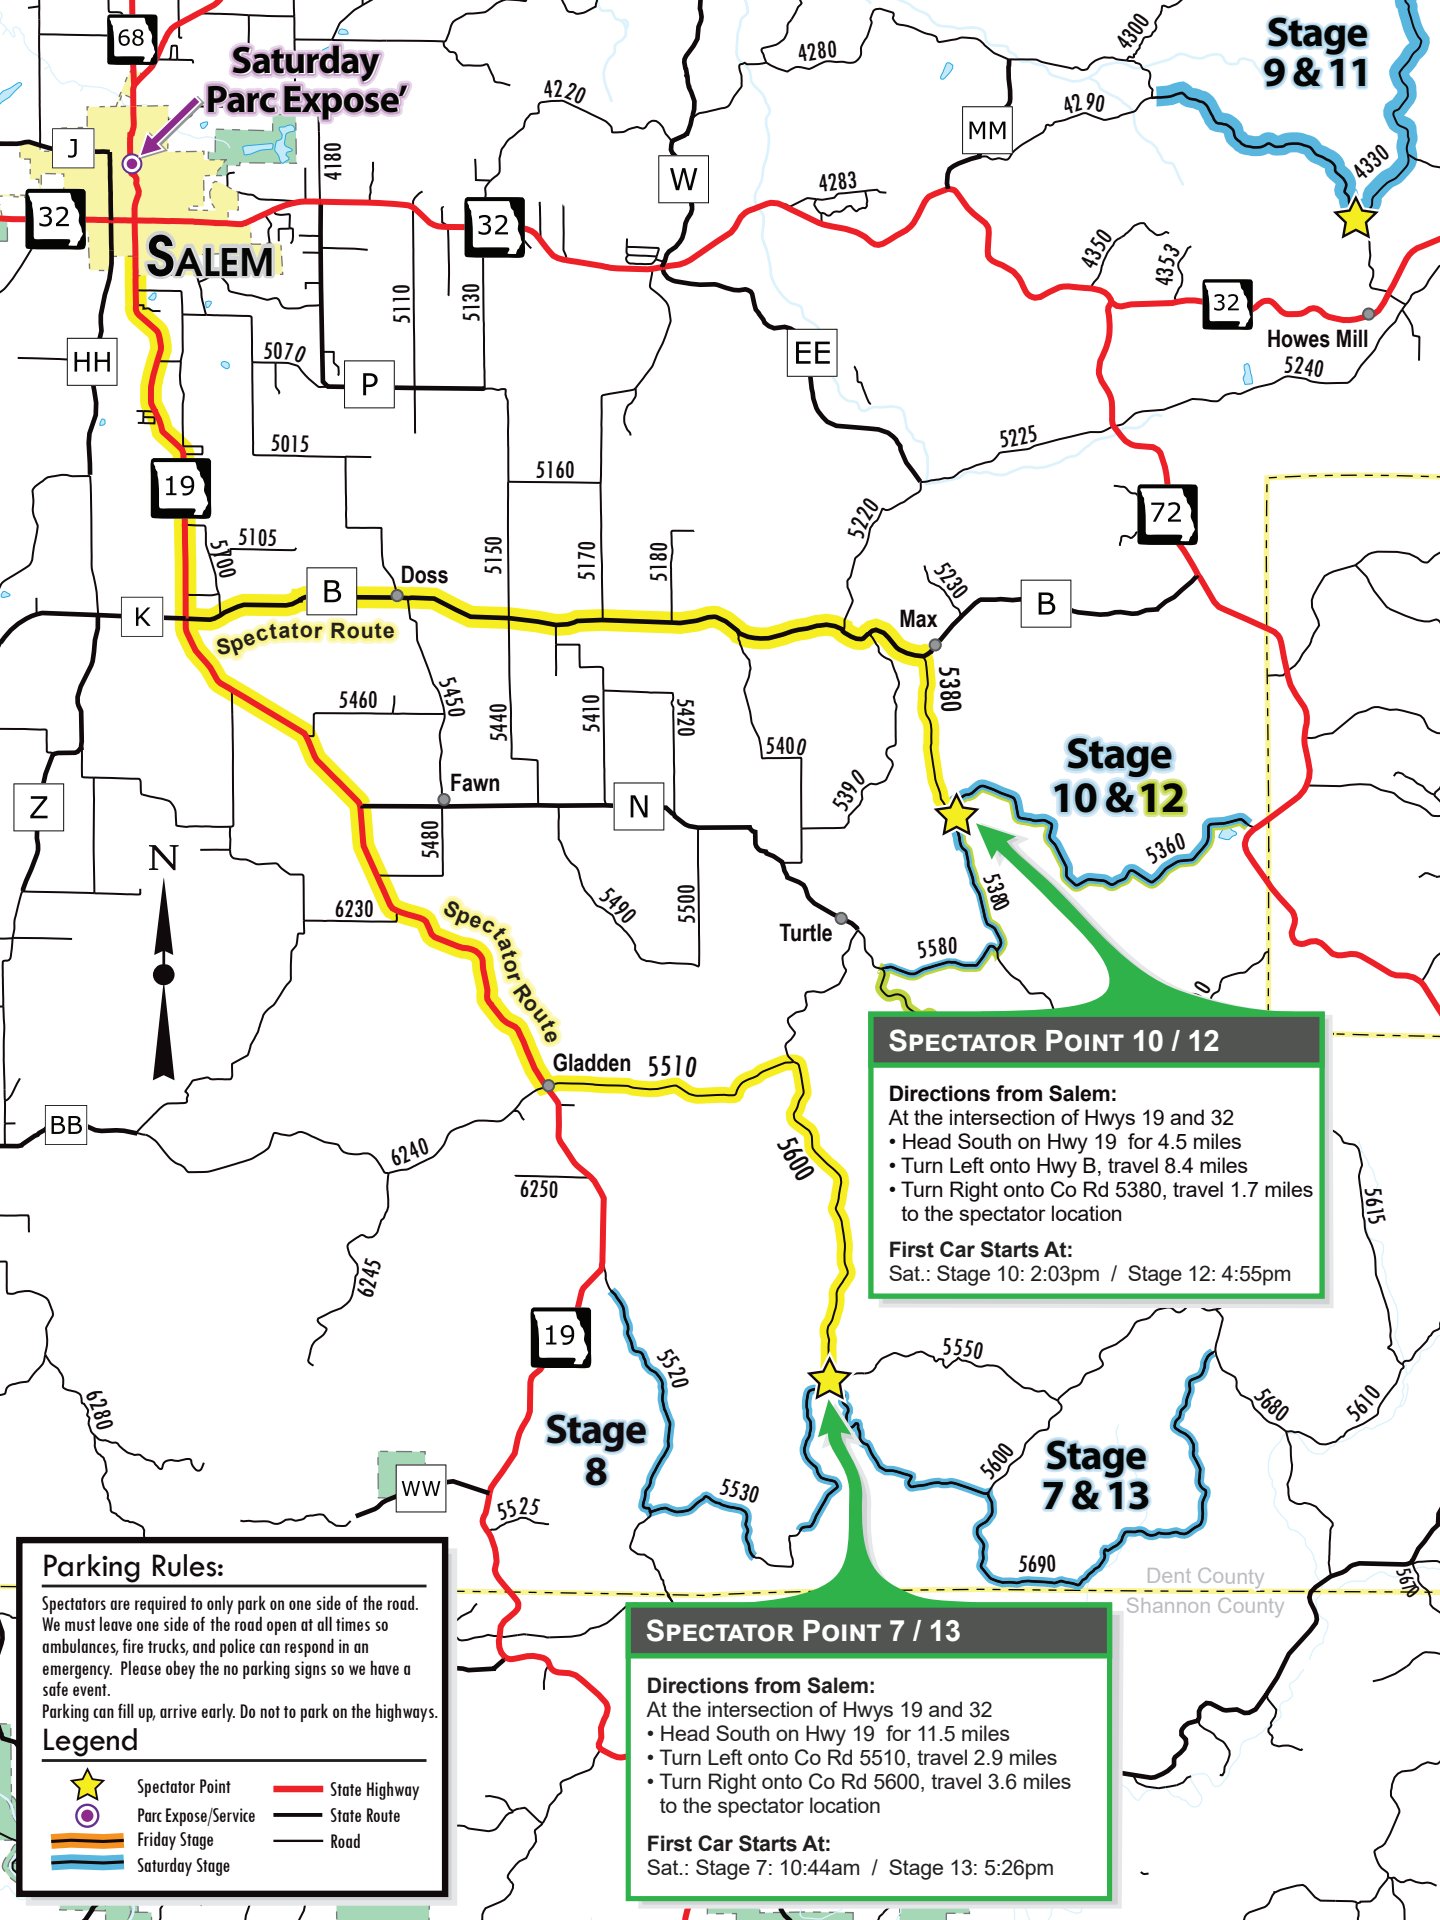 68
Saturday
Parc Expose'
J
32
SALEM
4180
4220
32
W
4280
4283
MM
4300
4290
Stage
9 & 11
4330
4350
4353
32
Howes Mill
5240
HH
5070
P
5110
5130
EE
5225
5015
5160
19
5105
5700
5150
5170
5180
5220
72
K
B
Doss
Spectator Route
5230
Max
B
5380
5460
5450
5440
5410
5420
5400
5390
Stage
10 & 12
Z
Fawn
N
5480
N
5360
5380
6230
5490
5500
Turtle
5580
0
Spectator Route
Gladden
5510
BB
6240
6250
5600
6245
SPECTATOR POINT 10 / 12
Directions from Salem:
At the intersection of Hwys 19 and 32
• Head South on Hwy 19 for 4.5 miles
• Turn Left onto Hwy B, travel 8.4 miles
• Turn Right onto Co Rd 5380, travel 1.7 miles
to the spectator location
First Car Starts At:
Sat.: Stage 10: 2:03pm / Stage 12: 4:55pm
5615
19
5520
5550
6280
Stage
8
5680
5610
WW
5525
5530
5600
Stage
7 & 13
5690
5670
Dent County
Shannon County
Parking Rules:
Spectators are required to only park on one side of the road.
We must leave one side of the road open at all times so
ambulances, fire trucks, and police can respond in an
emergency. Please obey the no parking signs so we have a
safe event.
Parking can fill up, arrive early. Do not to park on the highways.
Legend
Spectator Point
Parc Expose/Service
Friday Stage
Saturday Stage
State Highway
State Route
Road
SPECTATOR POINT 7 / 13
Directions from Salem:
At the intersection of Hwys 19 and 32
• Head South on Hwy 19 for 11.5 miles
• Turn Left onto Co Rd 5510, travel 2.9 miles
• Turn Right onto Co Rd 5600, travel 3.6 miles
to the spectator location
First Car Starts At:
Sat.: Stage 7: 10:44am / Stage 13: 5:26pm